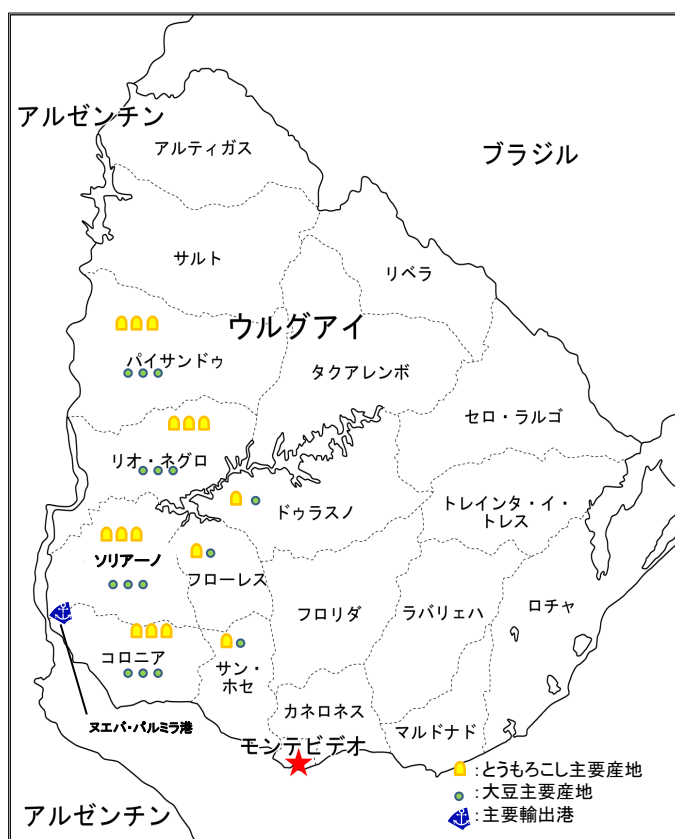 アルゼンチン
アルティガス
ブラジル
サルト
リベラ
ウルグアイ
パイサンドゥ
タクアレンボ
セロ・ラルゴ
リオ・ネグロ
ドゥラスノ
トレインタ・イ・
トレス
ソリアーノ
フローレス
フロリダ
ラバリェハ
ロチャ
コロニア
サン・
ホセ
カネロネス
ヌエバ・パルミラ港
モンテビデオ
マルドナド
:とうもろこし主要産地
:大豆主要産地
:主要輸出港
アルゼンチン